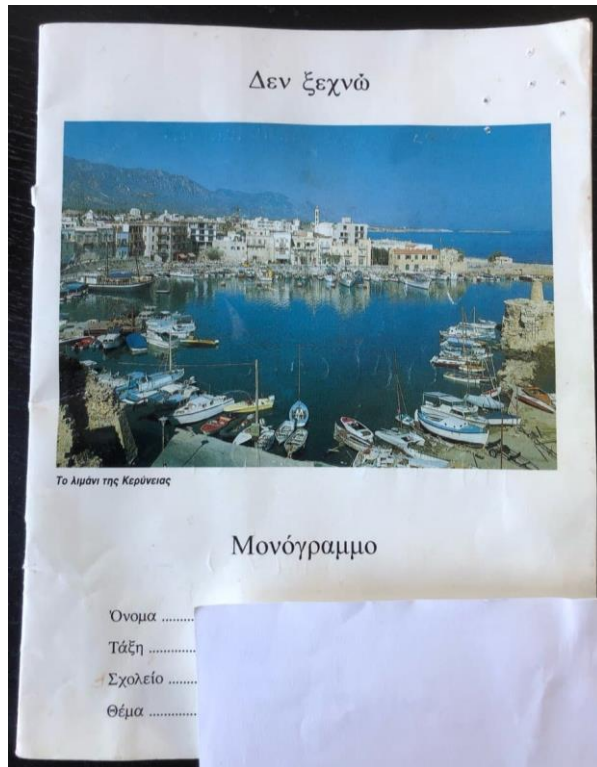 Δεν ξεχνώ
Το λιμάνι της Κερύνειας
Μονόγραμμο
Όνομα ..........
Τάξη ............
Σχολείο ........
Θέμα ............